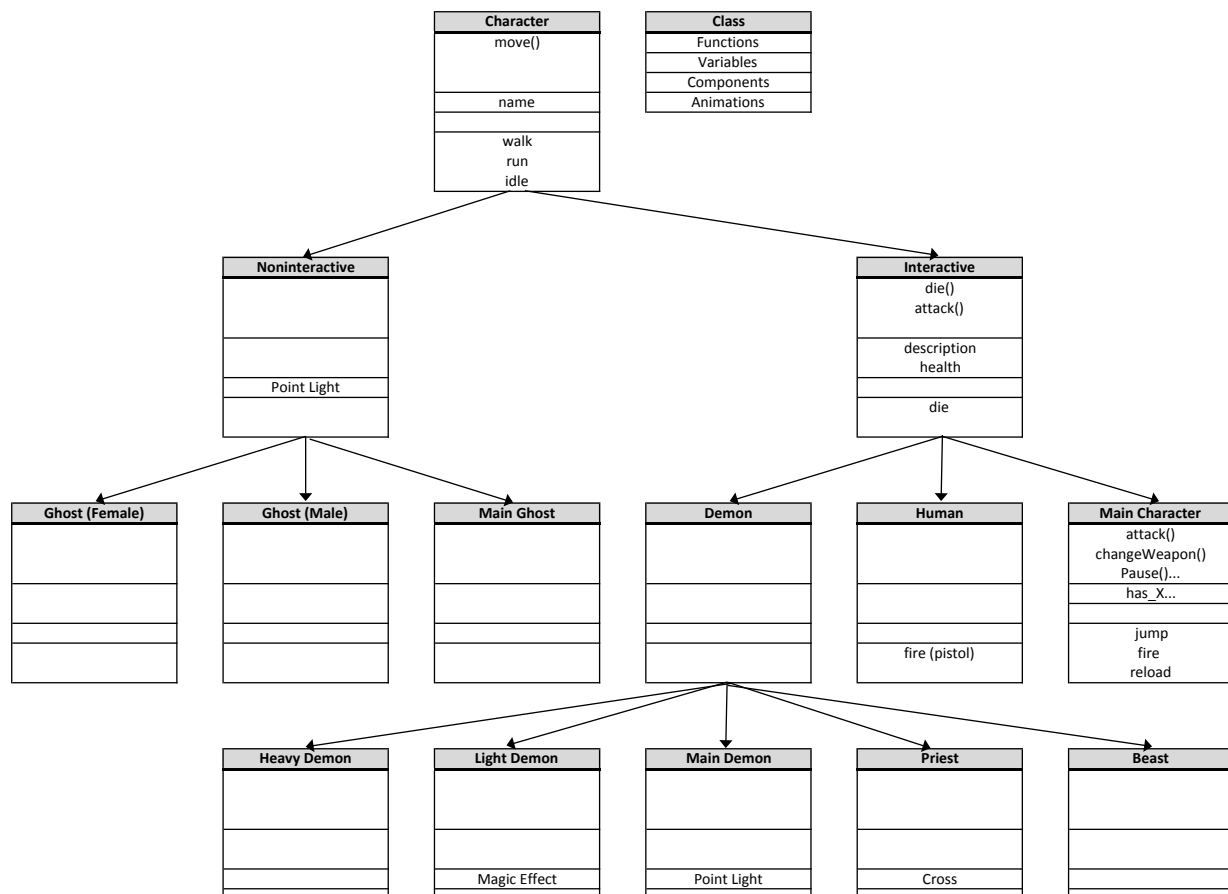 Character
move()
name
walk
run
idle
Class
Functions
Variables
Components
Animations
Noninteractive
Point Light
Interactive
die()
attack()
description
health
die
Ghost (Female)
Ghost (Male)
Main Ghost
Demon
Human
fire (pistol)
Main Character
attack()
changeWeapon()
Pause()...
has_X...
jump
fire
reload
Heavy Demon
Light Demon
Magic Effect
Main Demon
Point Light
Priest
Cross
Beast